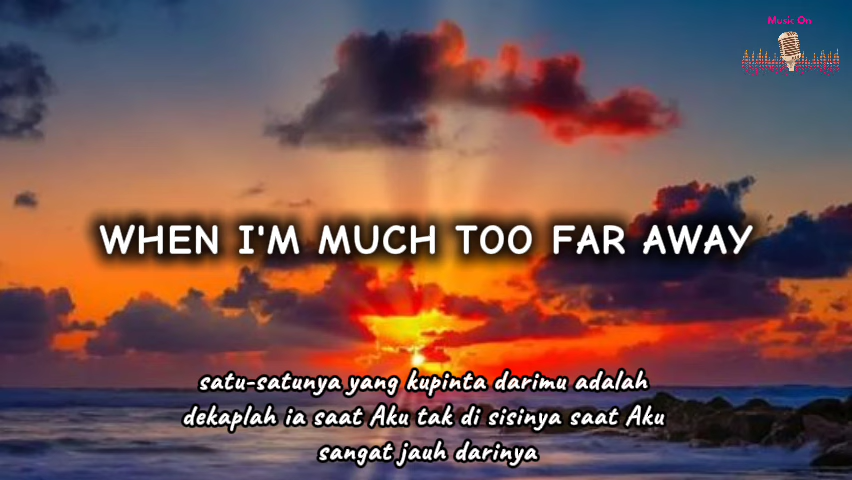 Music On
WHEN I'M MUCH TOO FAR AWAY
satu-satunya yang kupinta darimu adalah
dekaplah ia saat Aku tak di sisinya saat Aku
sangat jauh darinya